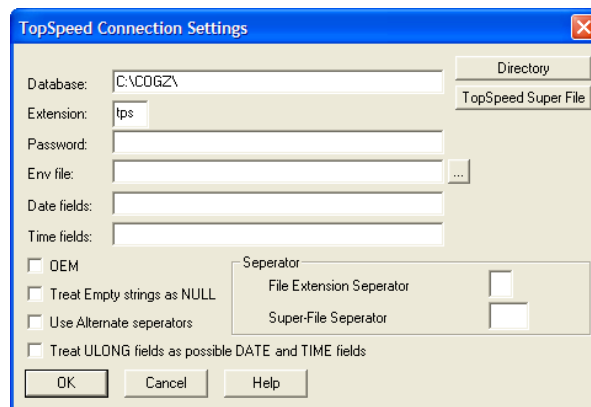 TopSpeed Connection Settings
Directory
Database: C:\COGZ\
TopSpeed Super File
Extension: tps
Password:
Env file: ...
Date fields:
Time fields:
OEM
Seperator
File Extension Seperator
Treat Empty strings as NULL
Super-File Seperator
Use Alternate seperators
Treat ULONG fields as possible DATE and TIME fields
OK Cancel Help